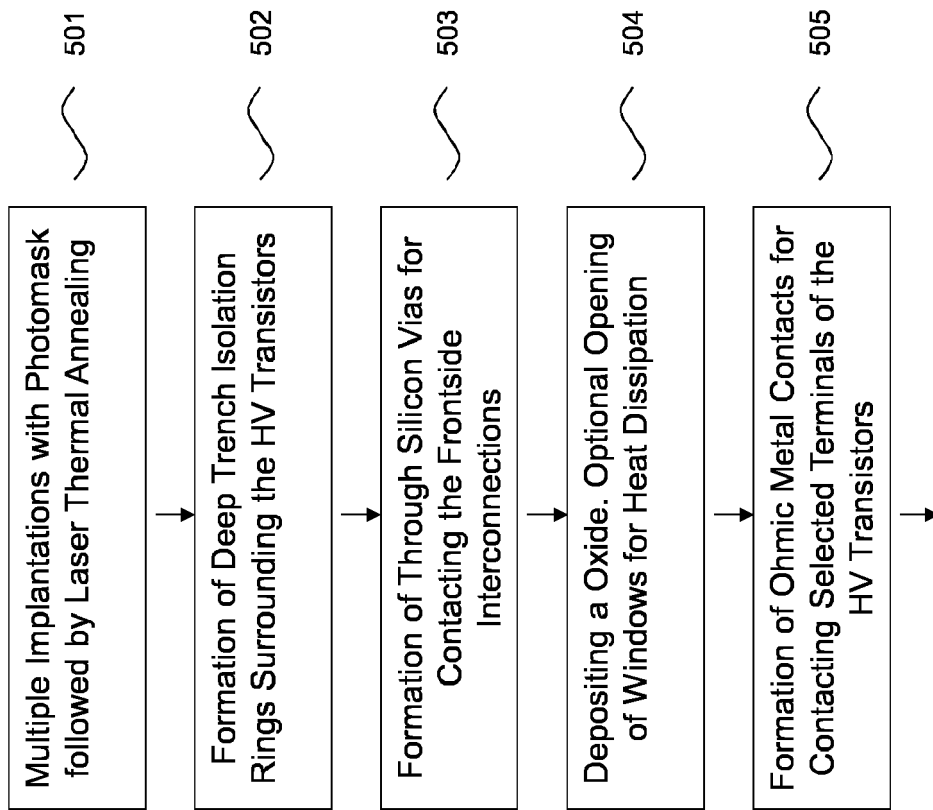 Multiple Implantations with Photomask
followed by Laser Thermal Annealing
501
Formation of Deep Trench Isolation
Rings Surrounding the HV Transistors
502
Formation of Through Silicon Vias for
Contacting the Frontside
Interconnections
503
Depositing a Oxide. Optional Opening
of Windows for Heat Dissipation
504
Formation of Ohmic Metal Contacts for
Contacting Selected Terminals of the
HV Transistors
505